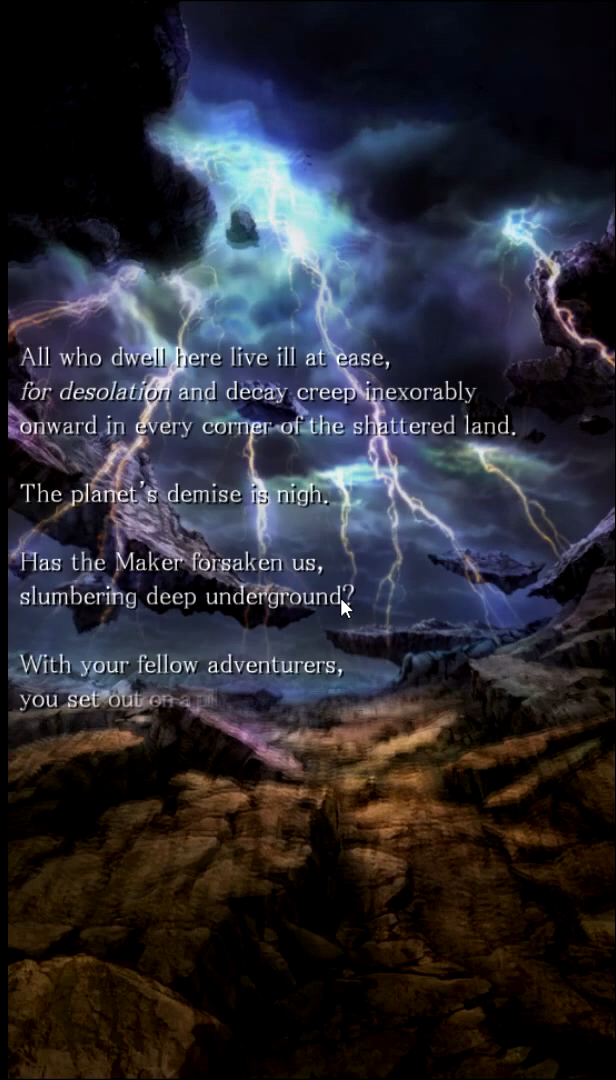 All who dwell here live ill at ease,
for desolation and decay creep inexorably
onward in every corner of the shattered land.
The planet's demise is nigh.
Has the Maker forsaken us,
slumbering deep underground?
With your fellow adventurers,
you set out on a